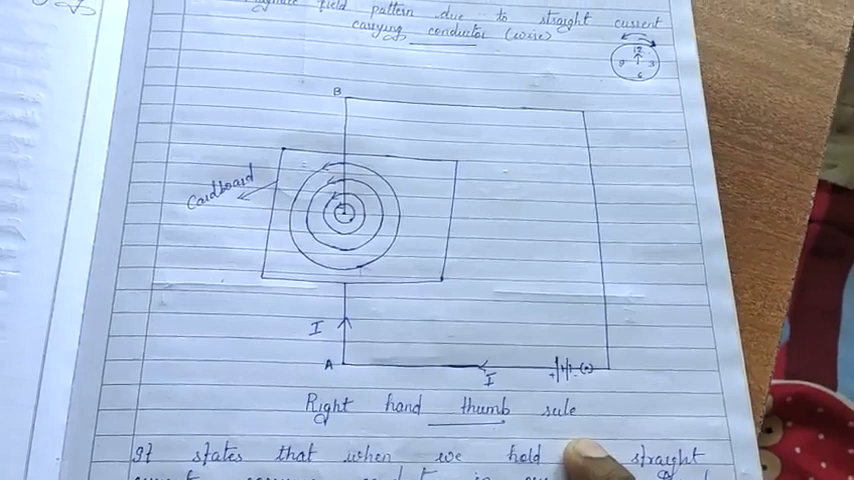 field pattern due to straight current
carrying conductor (wire)
12
9 3
6
B
Cardboard
I
A
I
Right hand thumb rule
It states that when we hold straight